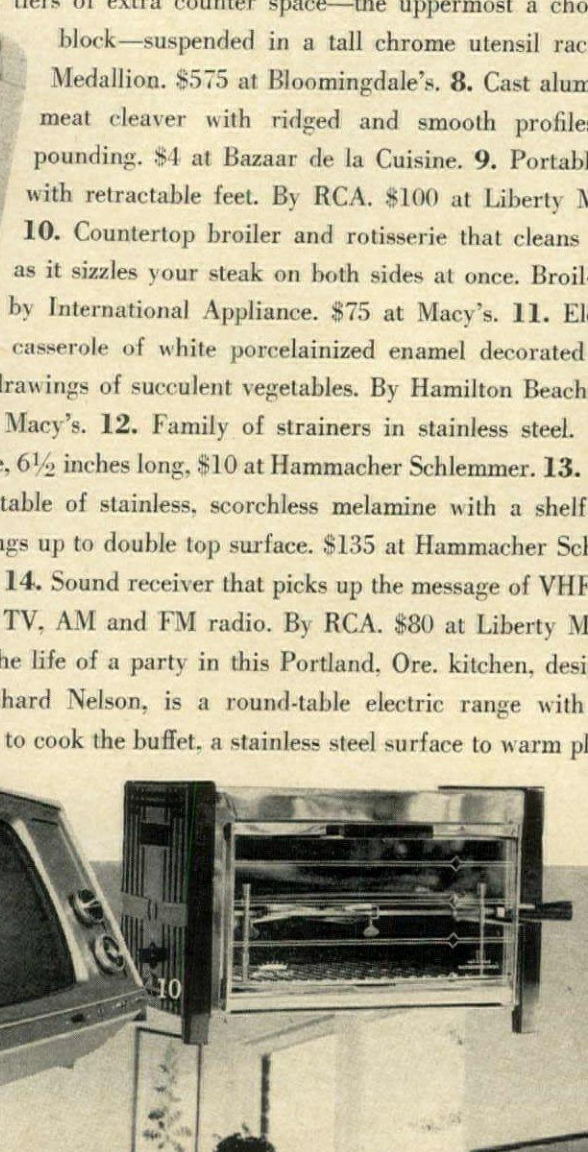 tiers of extra counter space—the uppermost a cho
block—suspended in a tall chrome utensil rac
Medallion. $575 at Bloomingdale's. 8. Cast alum
meat cleaver with ridged and smooth profiles
pounding. $4 at Bazaar de la Cuisine. 9. Portabl
with retractable feet. By RCA. $100 at Liberty M
10. Countertop broiler and rotisserie that cleans
as it sizzles your steak on both sides at once. Broil-
by International Appliance. $75 at Macy's. 11. Ele
casserole of white porcelainized enamel decorated
drawings of succulent vegetables. By Hamilton Beach
Macy's. 12. Family of strainers in stainless steel.
e, 6½ inches long, $10 at Hammacher Schlemmer. 13.
table of stainless, scorchless melamine with a shelf
ngs up to double top surface. $135 at Hammacher Sch
14. Sound receiver that picks up the message of VHF
TV, AM and FM radio. By RCA. $80 at Liberty M
he life of a party in this Portland, Ore. kitchen, desi
hard Nelson, is a round-table electric range with
to cook the buffet, a stainless steel surface to warm pl
10